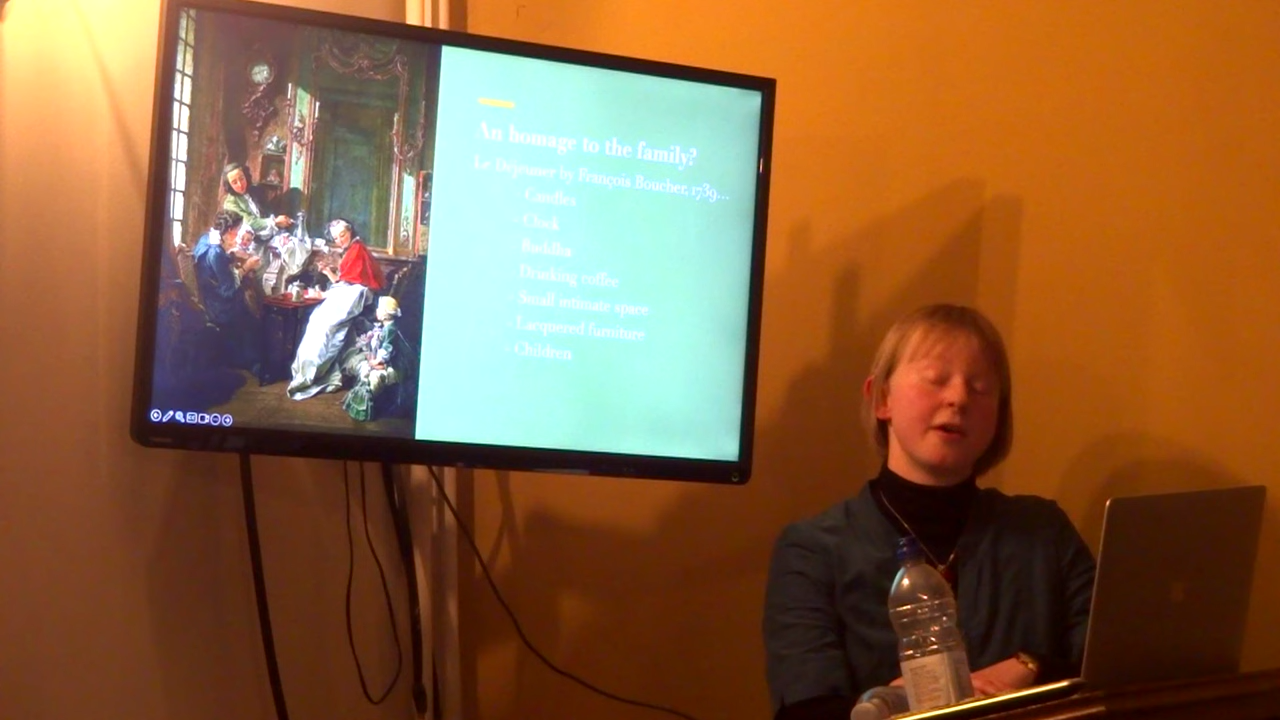 An homage to the family?
Le Déjeuner by François Boucher, 1739...
- Candles
- Clock
- Buddha
- Drinking coffee
- Small intimate space
- Lacquered furniture
- Children